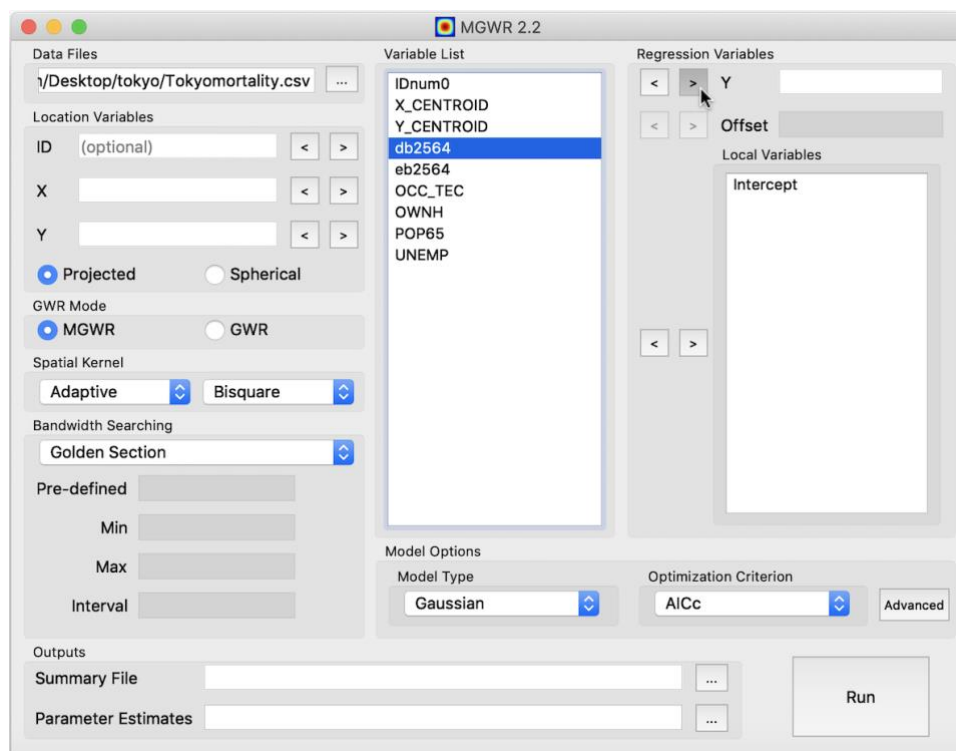 MGWR 2.2
Data Files
ı/Desktop/tokyo/Tokyomortality.csv ...
Location Variables
ID (optional) < >
X < >
Y < >
Projected Spherical
GWR Mode
MGWR GWR
Spatial Kernel
Adaptive Bisquare
Bandwidth Searching
Golden Section
Pre-defined
Min
Max
Interval
Variable List
IDnum0
X_CENTROID
Y_CENTROID
db2564
eb2564
OCC_TEC
OWNH
POP65
UNEMP
Regression Variables
< > Y
< > Offset
Local Variables
Intercept
< >
Model Options
Model Type
Gaussian
Optimization Criterion
AICc
Advanced
Outputs
Summary File ...
Parameter Estimates ...
Run